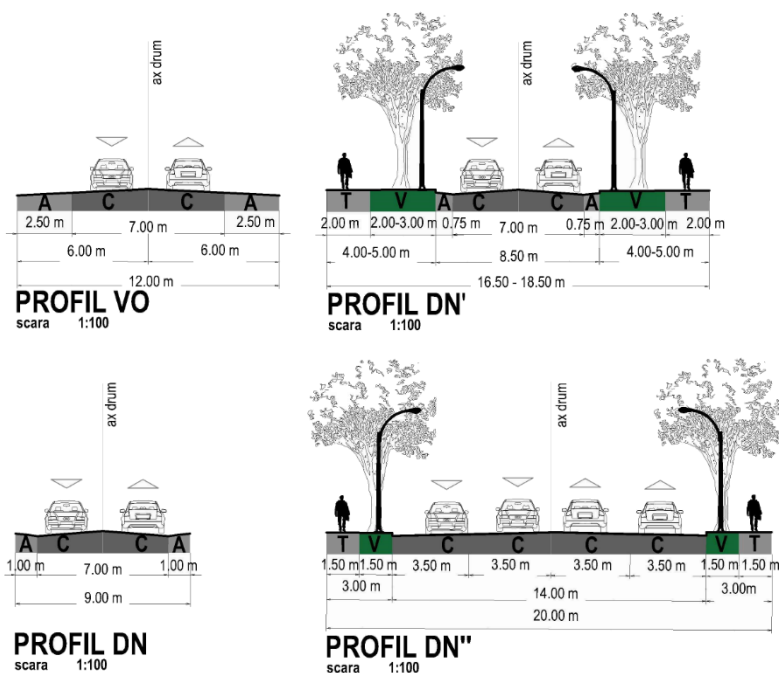 ax drum
A C C A
2.50 m 7.00 m 2.50 m
6.00 m 6.00 m
12.00 m
PROFIL VO
scara 1:100
ax drum
T V A C C A V T
2.00 m 2.00-3.00 m 0.75 m 7.00 m 0.75 m 2.00-3.00 m 2.00 m
4.00-5.00 m 8.50 m 4.00-5.00 m
16.50 - 18.50 m
PROFIL DN'
scara 1:100
ax drum
A C C A
1.00 m 7.00 m 1.00 m
9.00 m
PROFIL DN
scara 1:100
ax drum
T V C C C C V T
1.50 m 1.50 m 3.50 m 3.50 m 3.50 m 3.50 m 1.50 m 1.50 m
3.00 m 14.00 m 3.00m
20.00 m
PROFIL DN"
scara 1:100